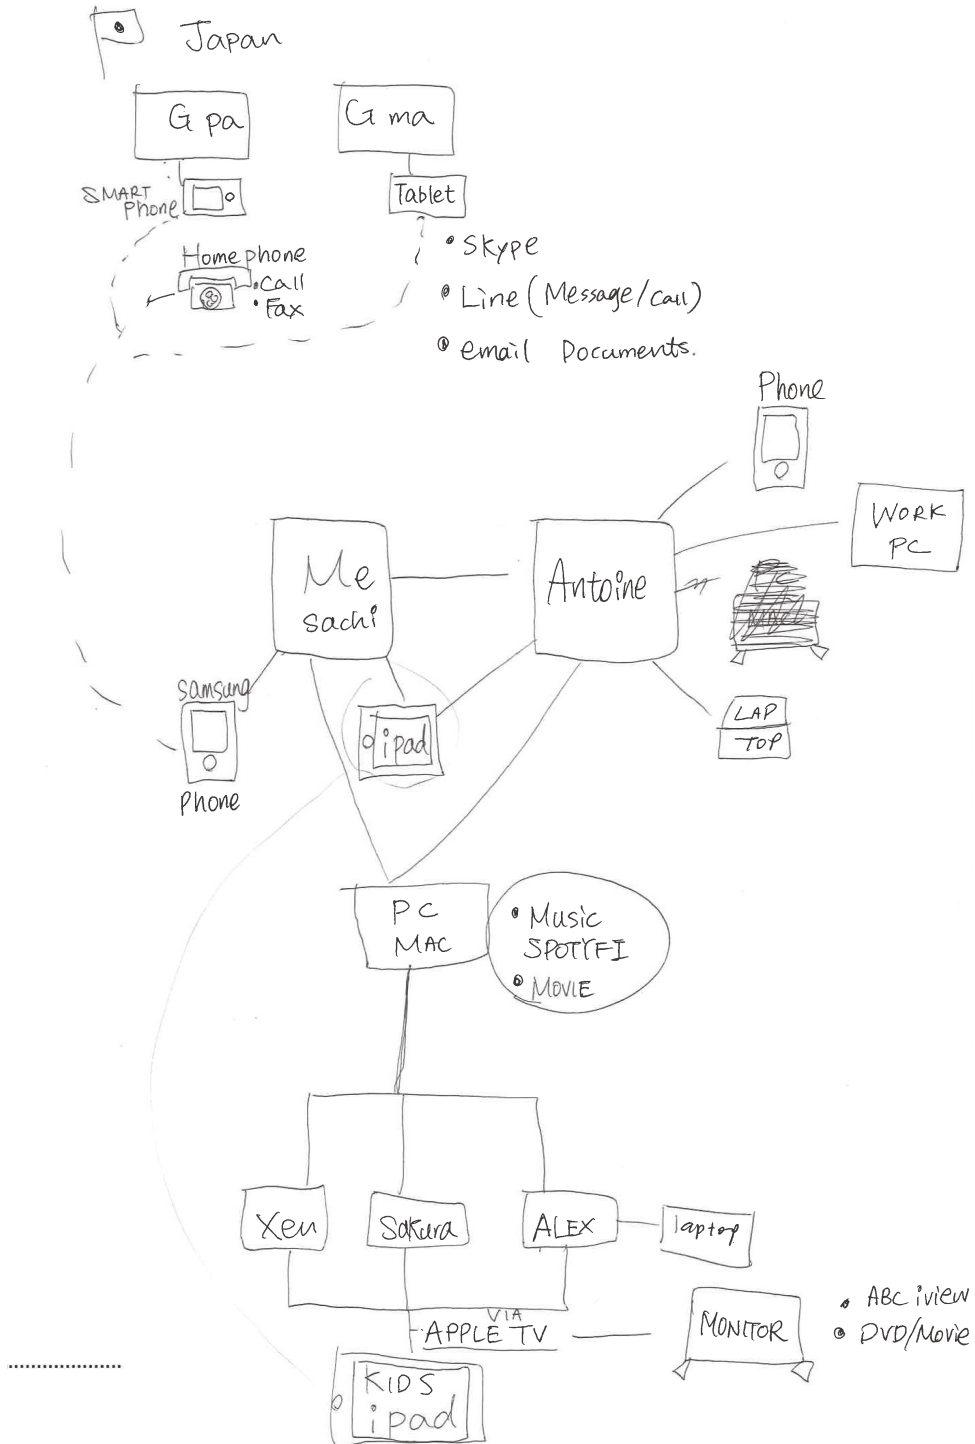 Japan
G pa
G ma
SMART
Phone
Tablet
Home phone
• Call
• Fax
• Skype
• Line (Message/call)
• email Documents.
Phone
WORK
PC
Me
sachi
Antoine
PC
MAC
samsung
Phone
ipad
LAP
TOP
PC
MAC
• Music
SPOTYFI
• MOVIE
Xen
Sakura
ALEX
laptop
VIA
APPLE TV
MONITOR
• ABC iview
• DVD/Movie
KIDS
ipad